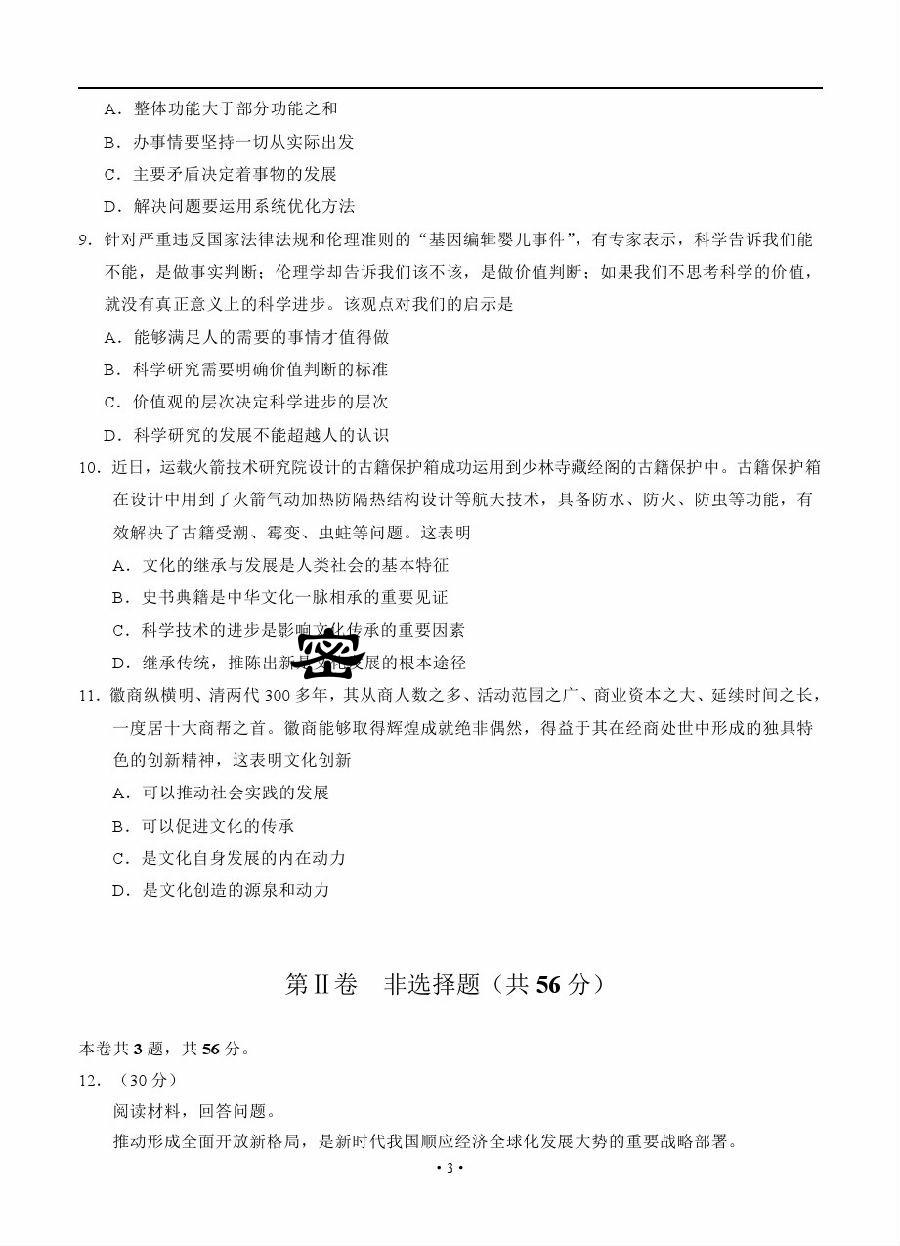 A．整体功能大于部分功能之和
B．办事情要坚持一切从实际出发
C．主要矛盾决定着事物的发展
D．解决问题要运用系统优化方法
9．针对严重违反国家法律法规和伦理准则的“基因编辑婴儿事件”，有专家表示，科学告诉我们能
不能，是做事实判断；伦理学却告诉我们该不该，是做价值判断；如果我们不思考科学的价值，
就没有真正意义上的科学进步。该观点对我们的启示是
A．能够满足人的需要的事情才值得做
B．科学研究需要明确价值判断的标准
C．价值观的层次决定科学进步的层次
D．科学研究的发展不能超越人的认识
10．近日，运载火箭技术研究院设计的古籍保护箱成功运用到少林寺藏经阁的古籍保护中。古籍保护箱
在设计中用到了火箭气动加热防隔热结构设计等航天技术，具备防水、防火、防虫等功能，有
效解决了古籍受潮、霉变、虫蛀等问题。这表明
A．文化的继承与发展是人类社会的基本特征
B．史书典籍是中华文化一脉相承的重要见证
C．科学技术的进步是影响文化传承的重要因素
D．继承传统，推陈出新是文化发展的根本途径
密
11．徽商纵横明、清两代 300 多年，其从商人数之多、活动范围之广、商业资本之大、延续时间之长，
一度居十大商帮之首。徽商能够取得辉煌成就绝非偶然，得益于其在经商处世中形成的独具特
色的创新精神，这表明文化创新
A．可以推动社会实践的发展
B．可以促进文化的传承
C．是文化自身发展的内在动力
D．是文化创造的源泉和动力
第Ⅱ卷　非选择题（共 56 分）
本卷共 3 题，共 56 分。
12．（30 分）
阅读材料，回答问题。
推动形成全面开放新格局，是新时代我国顺应经济全球化发展大势的重要战略部署。
• 3 •